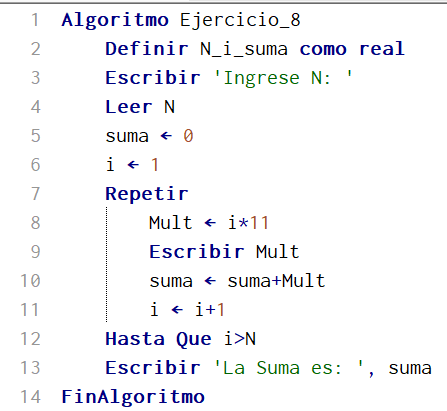 1 Algoritmo Ejercicio_8
2 Definir N_i_suma como real
3 Escribir 'Ingrese N: '
4 Leer N
5 suma ← 0
6 i ← 1
7 Repetir
8 Mult ← i*11
9 Escribir Mult
10 suma ← suma+Mult
11 i ← i+1
12 Hasta Que i>N
13 Escribir 'La Suma es: ', suma
14 FinAlgoritmo